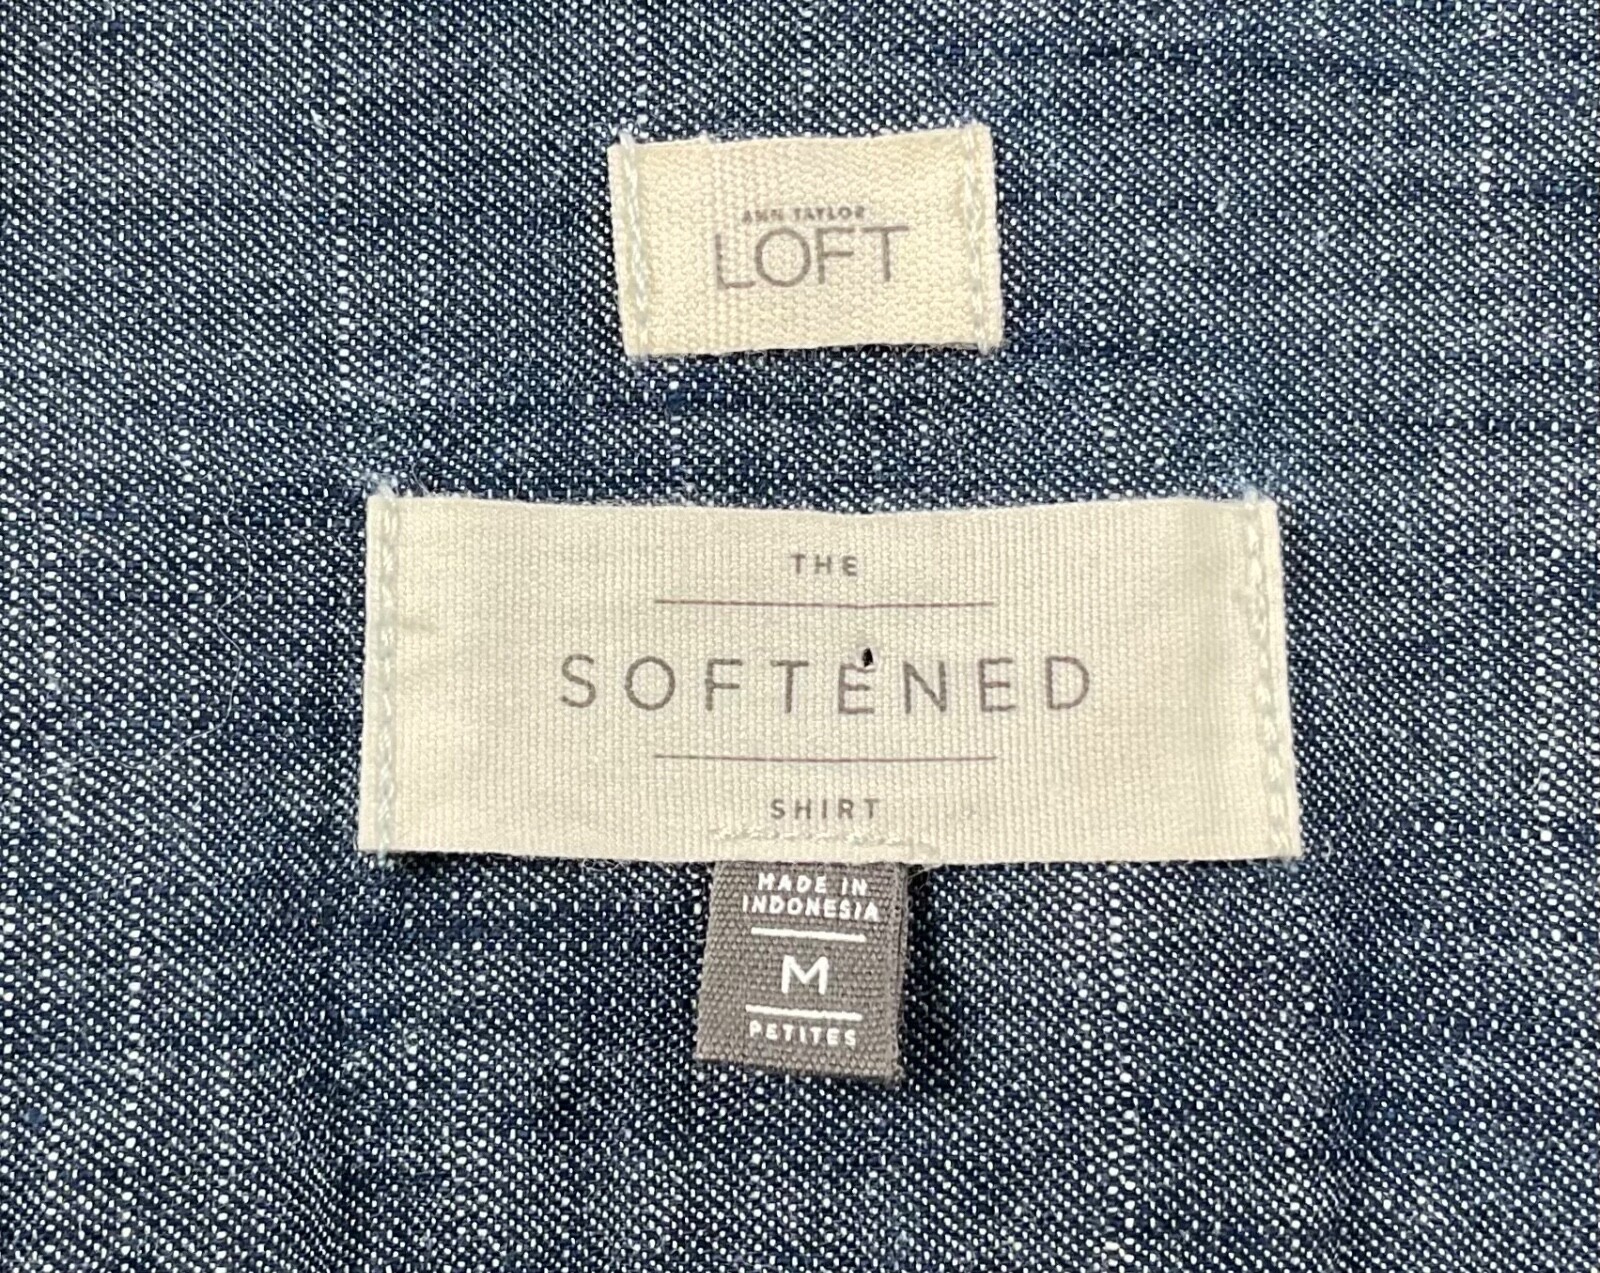 ANN TAYLOR
LOFT
THE
SOFTENED
SHIRT
MADE IN
INDONESIA
M
PETITES